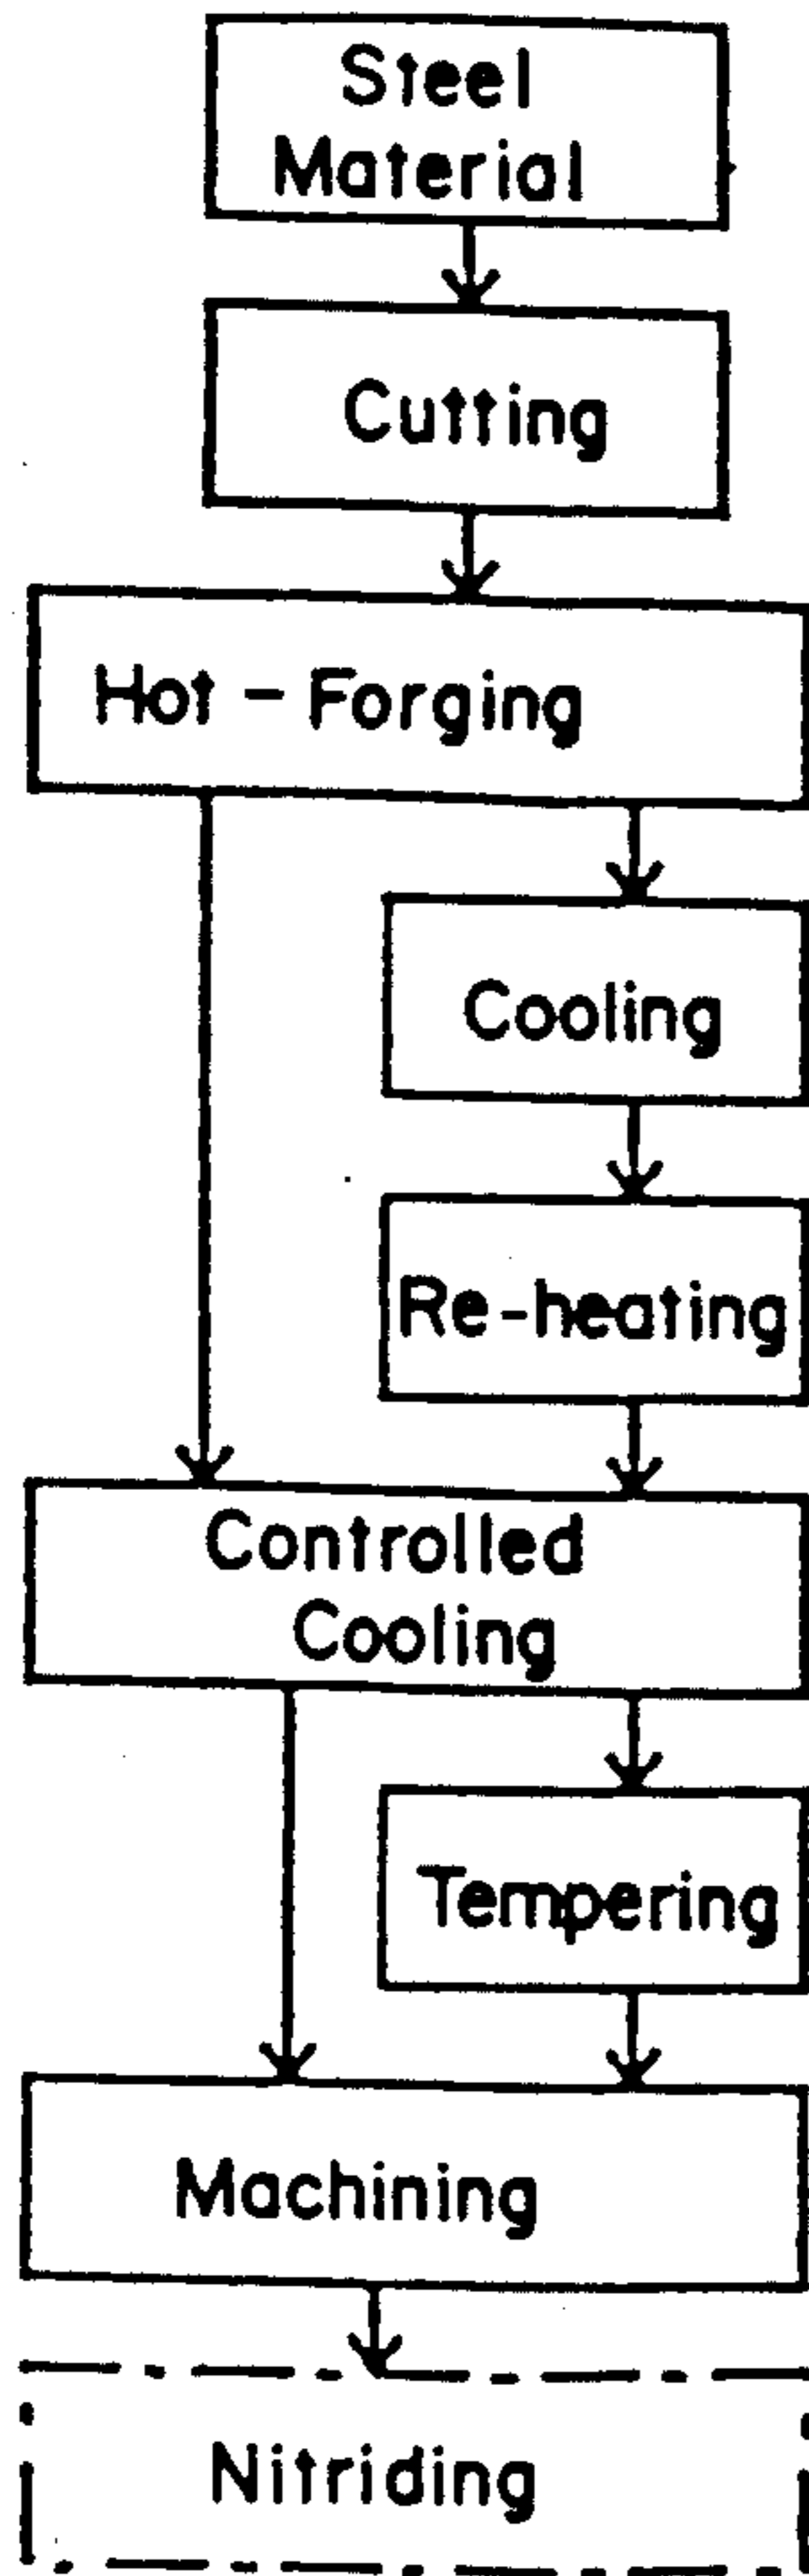 Steel
Material
Cutting
Hot - Forging
Cooling
Re-heating
Controlled
Cooling
Tempering
Machining
Nitriding